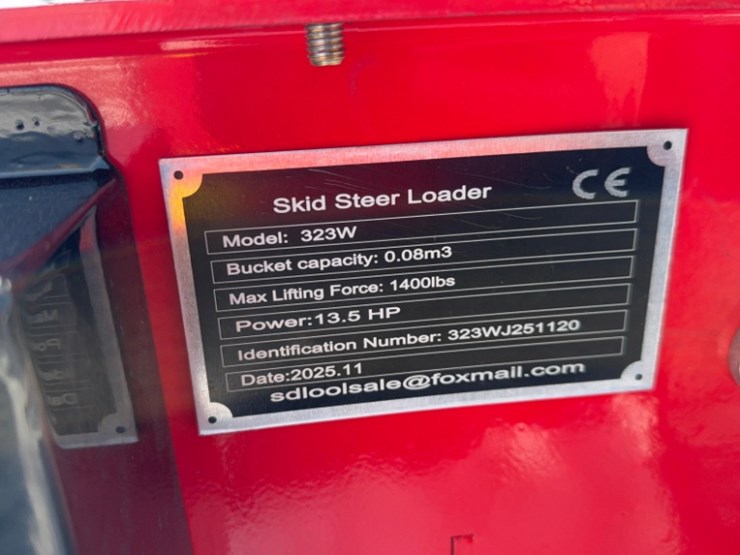 Skid Steer Loader
CE
Model: 323W
Bucket capacity: 0.08m3
Max Lifting Force: 1400lbs
Power:13.5 HP
Identification Number: 323WJ251120
Date:2025.11
sdloolsale@foxmail.com